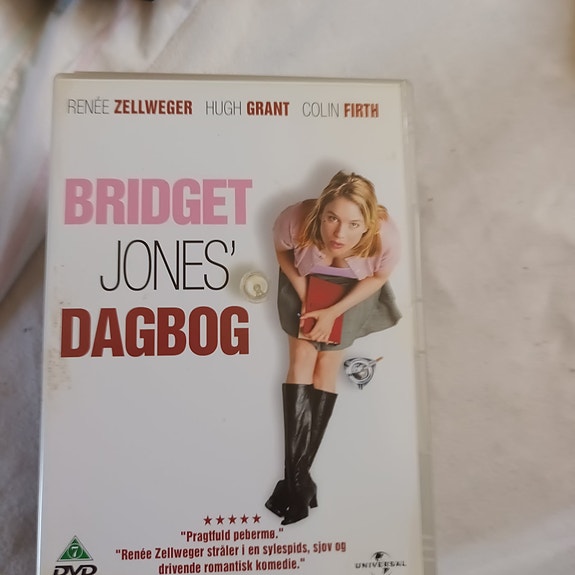 RENÉE ZELLWEGER HUGH GRANT COLIN FIRTH
BRIDGET
JONES'
DAGBOG
★★★★★
"Pragtfuld pebermø."
"Renée Zellweger stråler i en sylespids, sjov og
drivende romantisk komedie."
7
DVD
UNIVERSAL